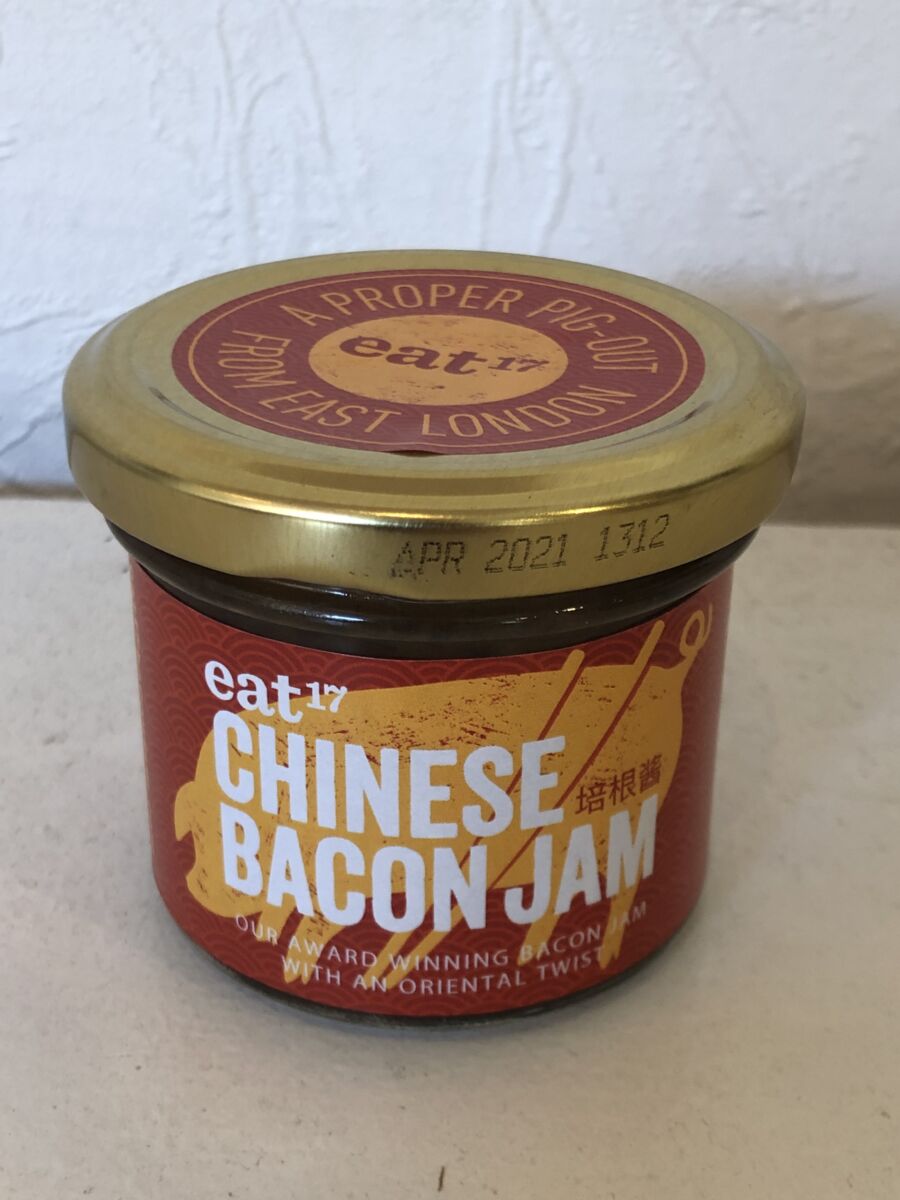 A PROPER PIG-OUT
FROM EAST LONDON
eat17
APR 2021 1312
eat17
CHINESE
培根醬
BACON JAM
OUR AWARD WINNING BACON JAM
WITH AN ORIENTAL TWIST